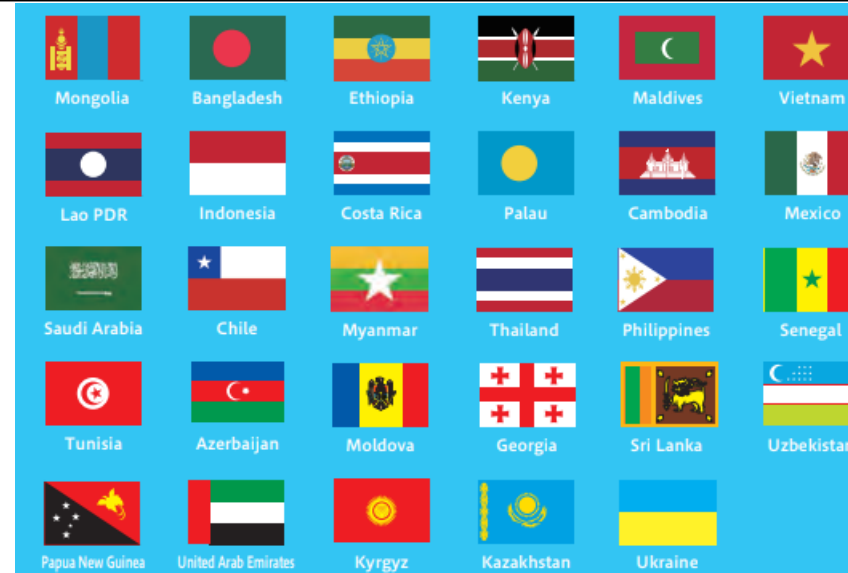 Mongolia Bangladesh Ethiopia Kenya Maldives Vietnam
Lao PDR Indonesia Costa Rica Palau Cambodia Mexico
Saudi Arabia Chile Myanmar Thailand Philippines Senegal
Tunisia Azerbaijan Moldova Georgia Sri Lanka Uzbekistan
Papua New Guinea United Arab Emirates Kyrgyz Kazakhstan Ukraine